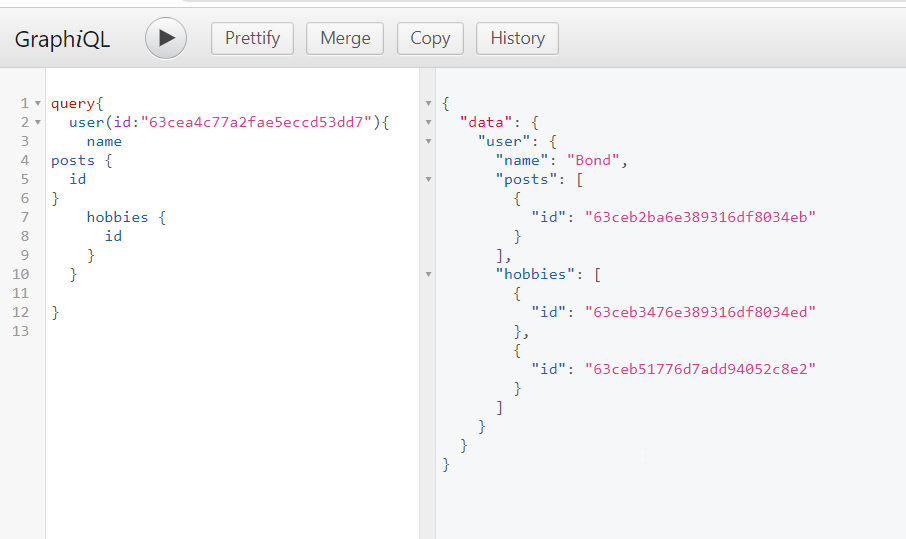 GraphiQL Prettify Merge Copy History
1 query{
2 user(id:"63cea4c77a2fae5eccd53dd7"){
3 name
4 posts {
5 id
6 }
7 hobbies {
8 id
9 }
10 }
11
12 }
13
{
"data": {
"user": {
"name": "Bond",
"posts": [
{
"id": "63ceb2ba6e389316df8034eb"
}
],
"hobbies": [
{
"id": "63ceb3476e389316df8034ed"
},
{
"id": "63ceb51776d7add94052c8e2"
}
]
}
}
}